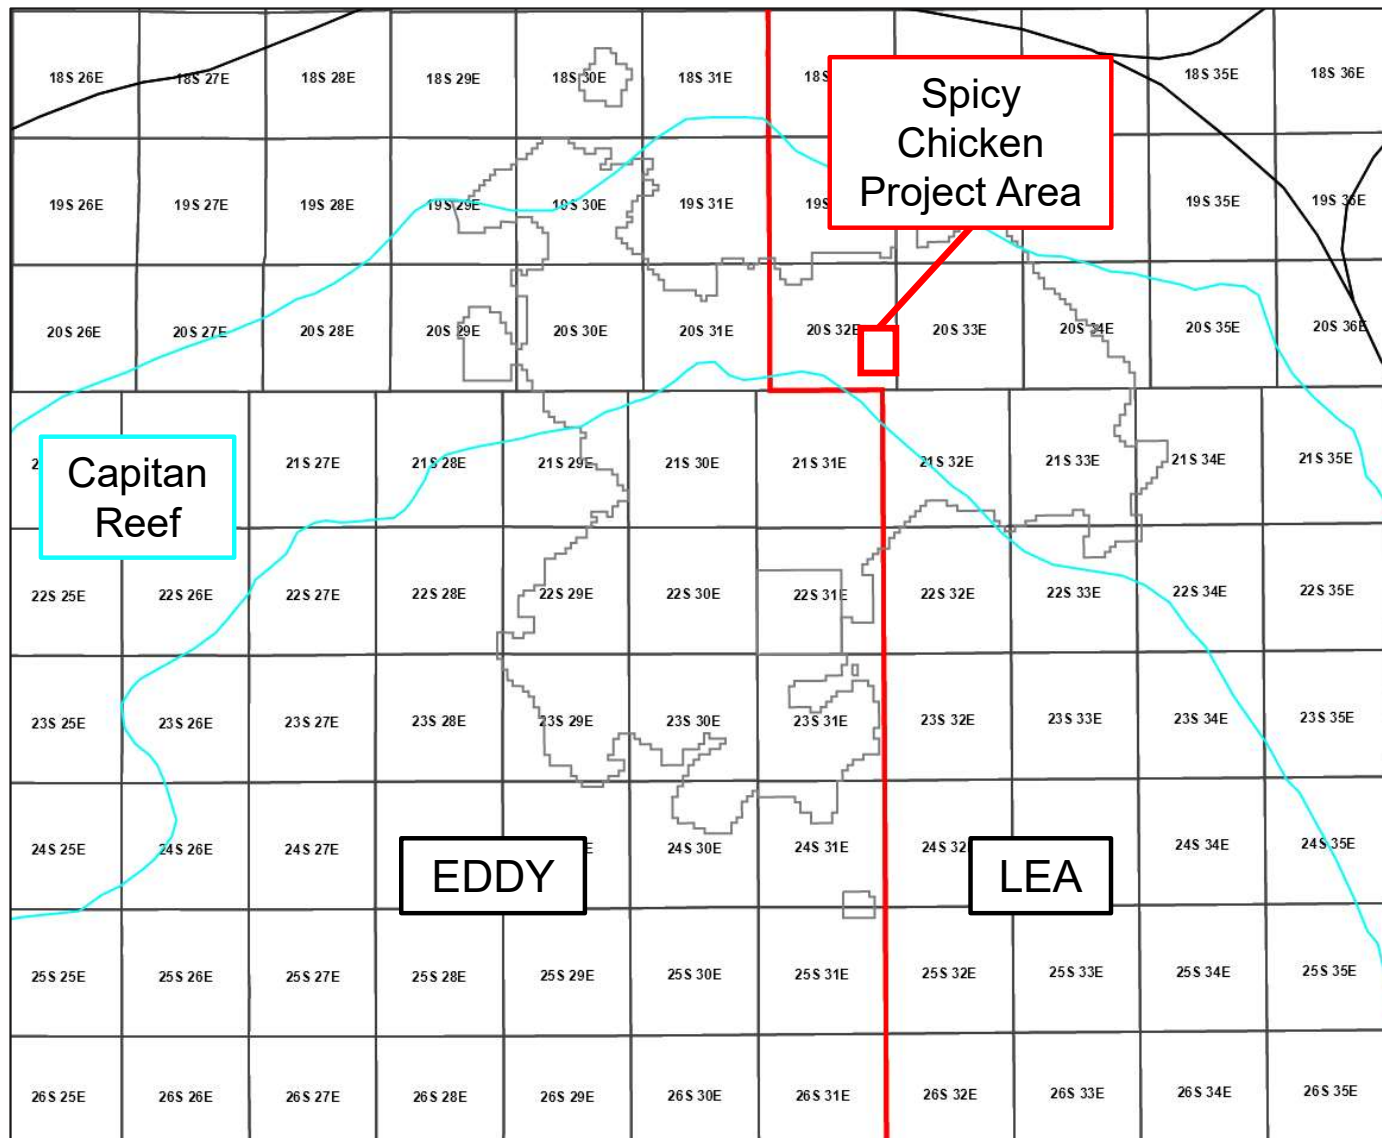 18S 26E
18S 27E
18S 28E
18S 29E
18S 30E
18S 31E
18S
18S 35E
18S 36E
Spicy
Chicken
Project Area
19S 26E
19S 27E
19S 28E
19S 29E
19S 30E
19S 31E
19S
19S 35E
19S 36E
20S 26E
20S 27E
20S 28E
20S 29E
20S 30E
20S 31E
20S 32E
20S 33E
20S 34E
20S 35E
20S 36E
Capitan
Reef
21S 27E
21S 28E
21S 29E
21S 30E
21S 31E
21S 32E
21S 33E
21S 34E
21S 35E
22S 25E
22S 26E
22S 27E
22S 28E
22S 29E
22S 30E
22S 31E
22S 32E
22S 33E
22S 34E
22S 35E
23S 25E
23S 26E
23S 27E
23S 28E
23S 29E
23S 30E
23S 31E
23S 32E
23S 33E
23S 34E
23S 35E
24S 25E
24S 26E
24S 27E
24S 30E
24S 31E
24S 32
24S 34E
24S 35E
EDDY
LEA
25S 25E
25S 26E
25S 27E
25S 28E
25S 29E
25S 30E
25S 31E
25S 32E
25S 33E
25S 34E
25S 35E
26S 25E
26S 26E
26S 27E
26S 28E
26S 29E
26S 30E
26S 31E
26S 32E
26S 33E
26S 34E
26S 35E